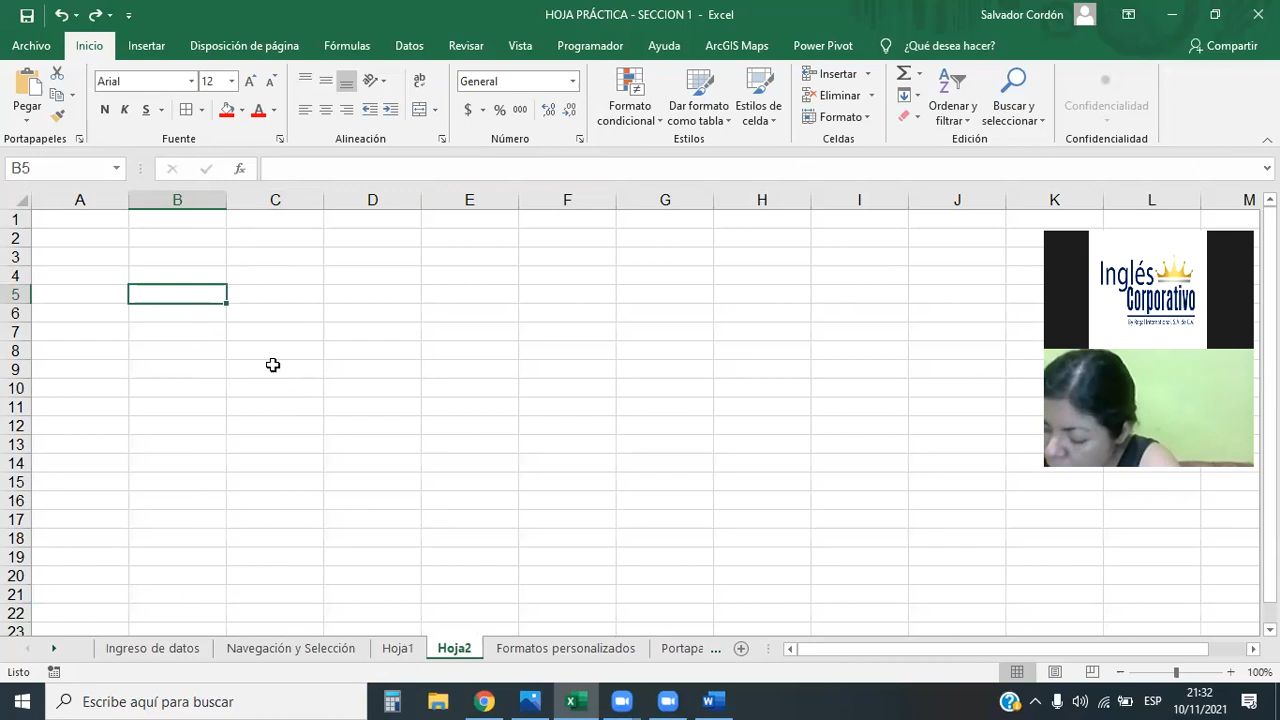 HOJA PRÁCTICA - SECCION 1 - Excel
Salvador Cordón
Archivo Inicio Insertar Disposición de página Fórmulas Datos Revisar Vista Programador Ayuda ArcGIS Maps Power Pivot ¿Qué desea hacer? Compartir
Pegar
Portapapeles
Arial 12
N K S
Fuente
ab
Alineación
General
$ % 000
Número
Formato condicional
Dar formato como tabla
Estilos de celda
Estilos
Insertar
Eliminar
Formato
Celdas
Ordenar y filtrar
Buscar y seleccionar
Edición
Confidencialidad
Confidencialidad
B5 fx
A B C D E F G H I J K L M
1
2
3
4
5
6
7
8
9
10
11
12
13
14
15
16
17
18
19
20
21
22
23
Inglés
Corporativo
Ingreso de datos Navegación y Selección Hoja1 Hoja2 Formatos personalizados Portapa ...
Listo 100%
Escribe aquí para buscar
ESP
21:32
10/11/2021